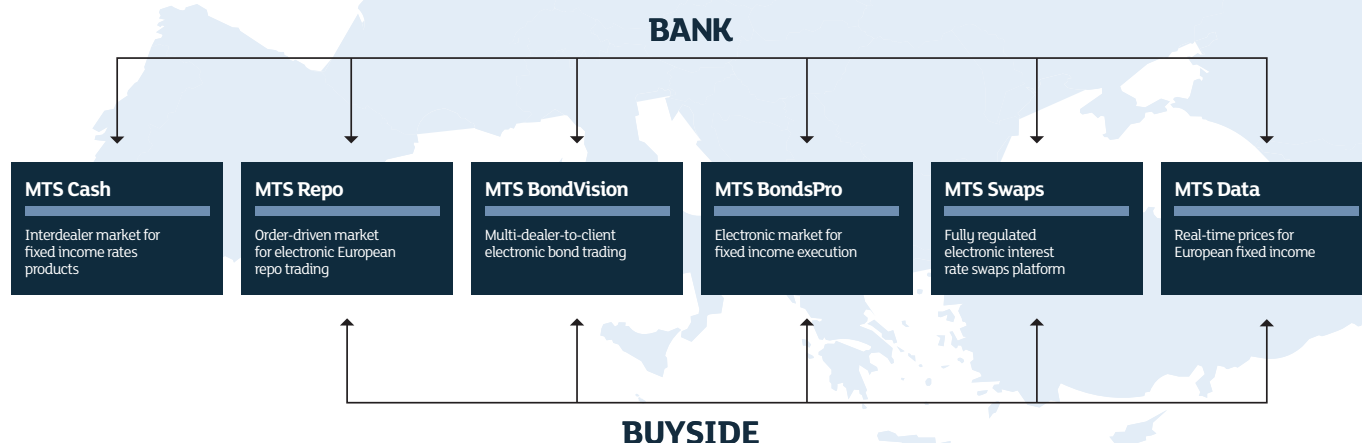 BANK
MTS Cash
Interdealer market for
fixed income rates
products
MTS Repo
Order-driven market
for electronic European
repo trading
MTS BondVision
Multi-dealer-to-client
electronic bond trading
MTS BondsPro
Electronic market for
fixed income execution
MTS Swaps
Fully regulated
electronic interest
rate swaps platform
MTS Data
Real-time prices for
European fixed income
BUYSIDE